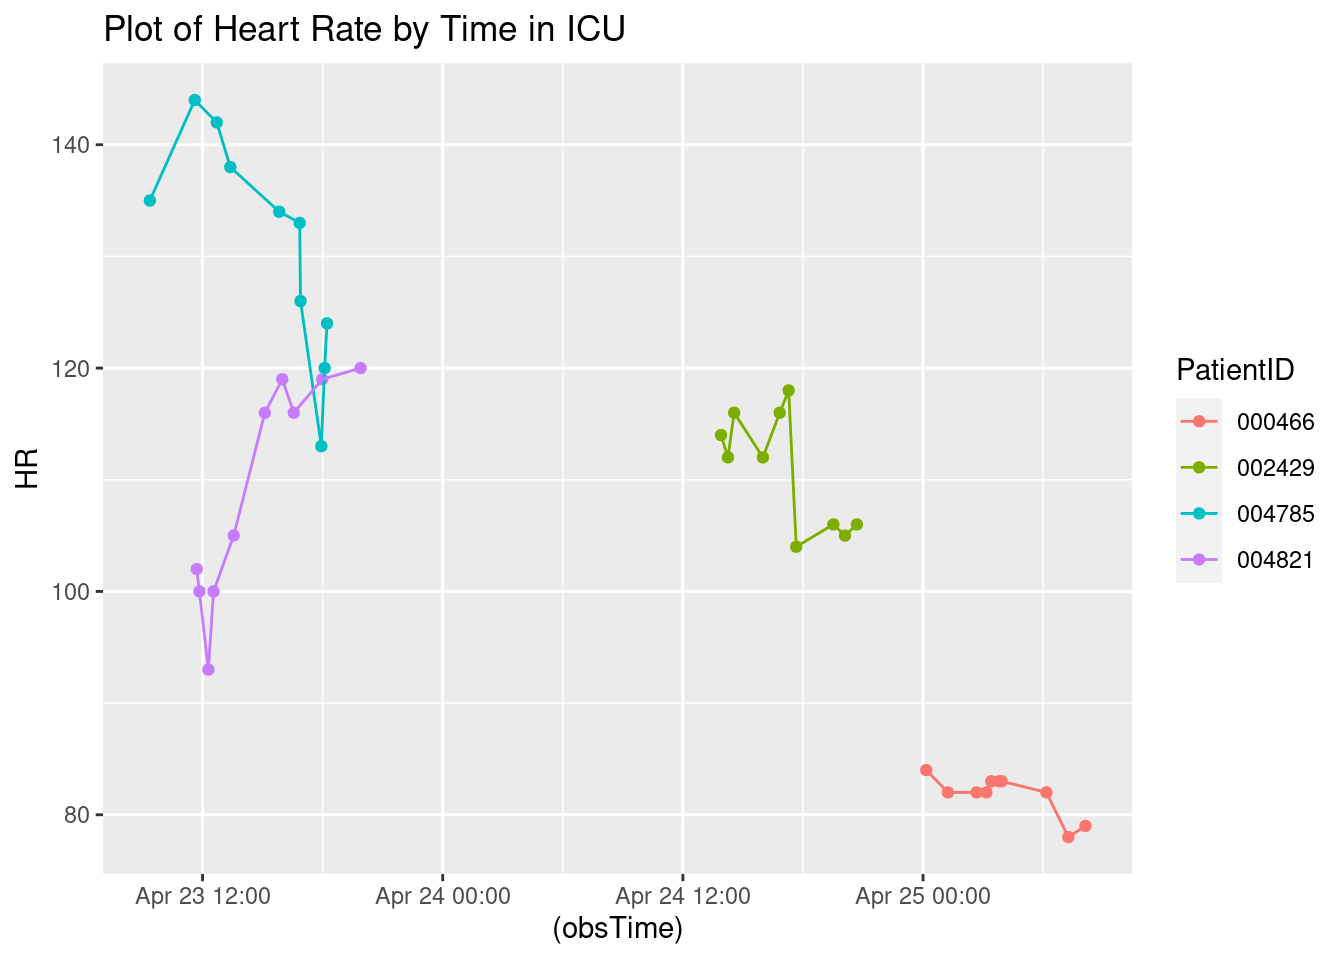 Plot of Heart Rate by Time in ICU
140
120
100
80
HR
Apr 23 12:00
Apr 24 00:00
Apr 24 12:00
Apr 25 00:00
(obsTime)
PatientID
000466
002429
004785
004821